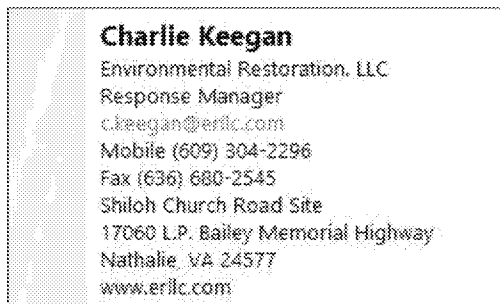 Charlie Keegan
Environmental Restoration, LLC
Response Manager
c.keegan@erllc.com
Mobile (609) 304-2296
Fax (636) 680-2545
Shiloh Church Road Site
17060 L.P. Bailey Memorial Highway
Nathalie, VA 24577
www.erllc.com